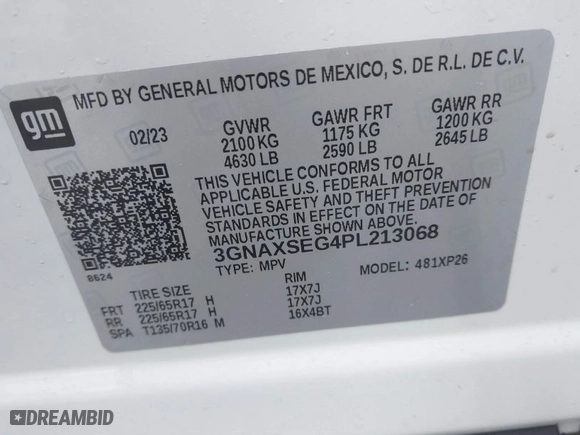 gm
MFD BY GENERAL MOTORS DE MEXICO, S. DE R.L. DE C.V.
02/23 GVWR GAWR FRT GAWR RR
2100 KG 1175 KG 1200 KG
4630 LB 2590 LB 2645 LB
THIS VEHICLE CONFORMS TO ALL
APPLICABLE U.S. FEDERAL MOTOR
VEHICLE SAFETY AND THEFT PREVENTION
STANDARDS IN EFFECT ON THE DATE OF
MANUFACTURE SHOWN ABOVE.
3GNAXSEG4PL213068
8624 TYPE: MPV MODEL: 481XP26
TIRE SIZE RIM
FRT 225/65R17 H 17X7J
RR 225/65R17 H 17X7J
SPA T135/70R16 M 16X4BT
DREAMBID